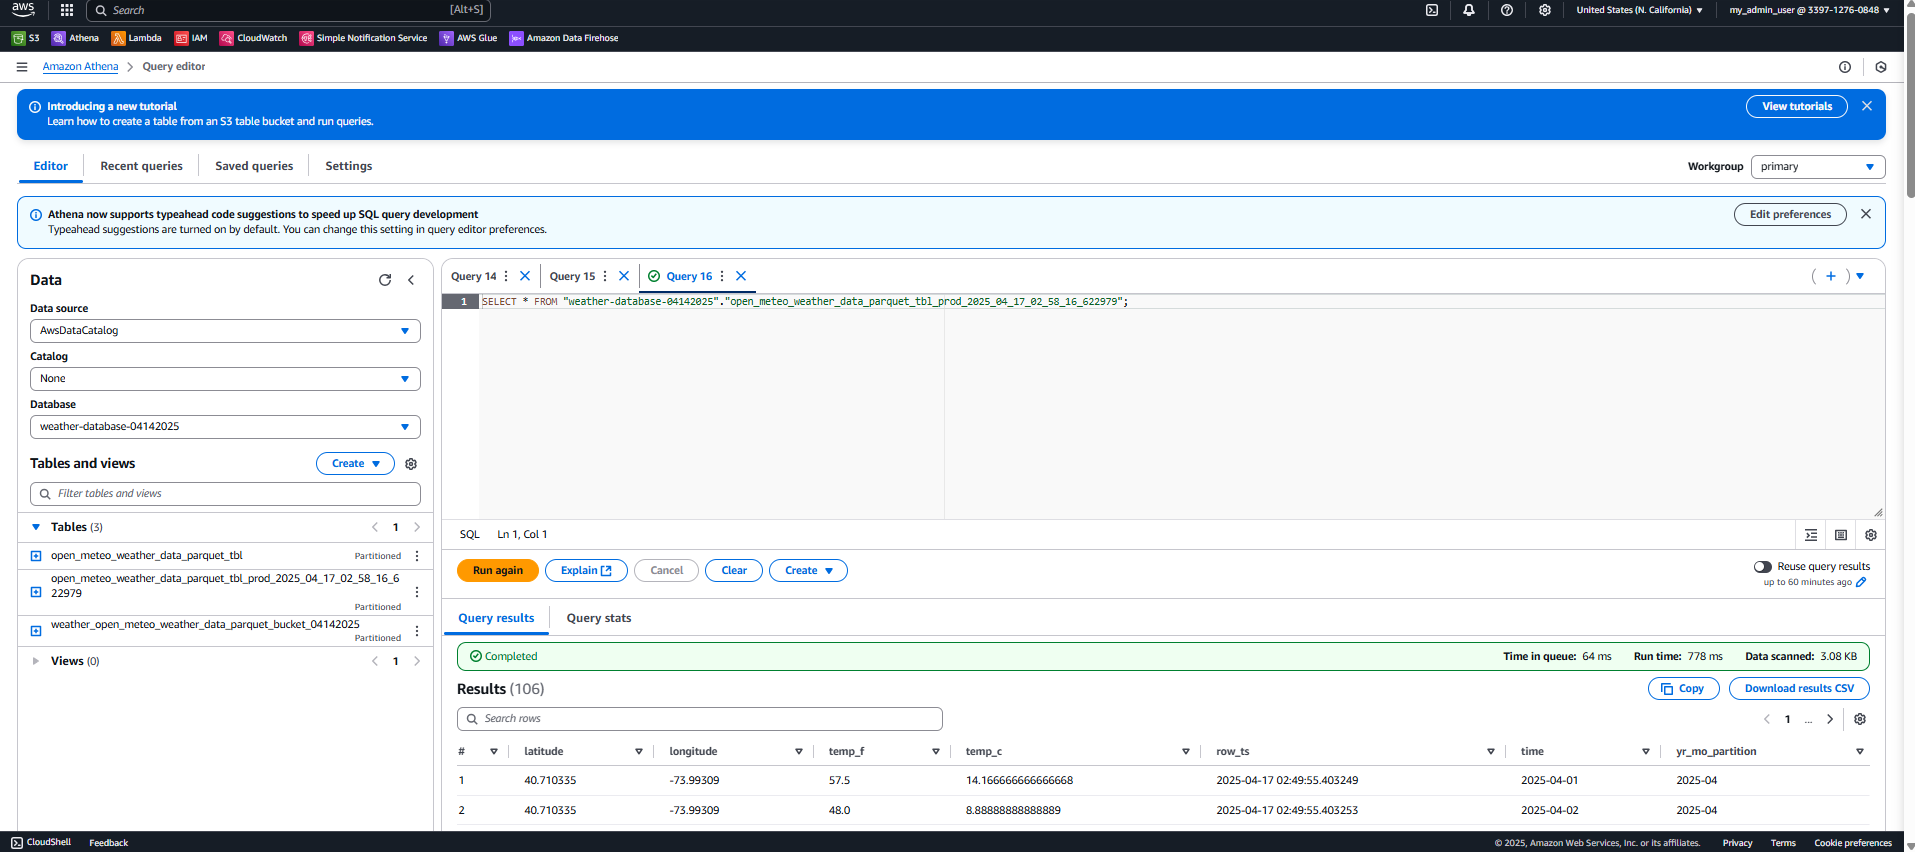 aws
Search [Alt+S]
United States (N. California)
my_admin_user @ 3397-1276-0848
S3 Athena Lambda IAM CloudWatch Simple Notification Service AWS Glue Amazon Data Firehose
Amazon Athena > Query editor
Introducing a new tutorial
Learn how to create a table from an S3 table bucket and run queries.
View tutorials
Editor Recent queries Saved queries Settings
Workgroup primary
Athena now supports typeahead code suggestions to speed up SQL query development
Typeahead suggestions are turned on by default. You can change this setting in query editor preferences.
Edit preferences
Data
Data source
AwsDataCatalog
Catalog
None
Database
weather-database-04142025
Tables and views
Create
Filter tables and views
Tables (3)
< 1 >
open_meteo_weather_data_parquet_tbl
Partitioned
open_meteo_weather_data_parquet_tbl_prod_2025_04_17_02_58_16_6
22979
Partitioned
weather_open_meteo_weather_data_parquet_bucket_04142025
Partitioned
Views (0)
< 1 >
Query 14 Query 15 Query 16
1 SELECT * FROM "weather-database-04142025"."open_meteo_weather_data_parquet_tbl_prod_2025_04_17_02_58_16_622979";
SQL Ln 1, Col 1
Run again Explain Cancel Clear Create
Reuse query results
up to 60 minutes ago
Query results Query stats
Completed
Time in queue: 64 ms Run time: 778 ms Data scanned: 3.08 KB
Results (106)
Copy Download results CSV
Search rows
< 1 ... >
# latitude longitude temp_f temp_c row_ts time yr_mo_partition
1 40.710335 -73.99309 57.5 14.166666666666668 2025-04-17 02:49:55.403249 2025-04-01 2025-04
2 40.710335 -73.99309 48.0 8.88888888888889 2025-04-17 02:49:55.403253 2025-04-02 2025-04
CloudShell Feedback
© 2025, Amazon Web Services, Inc. or its affiliates. Privacy Terms Cookie preferences